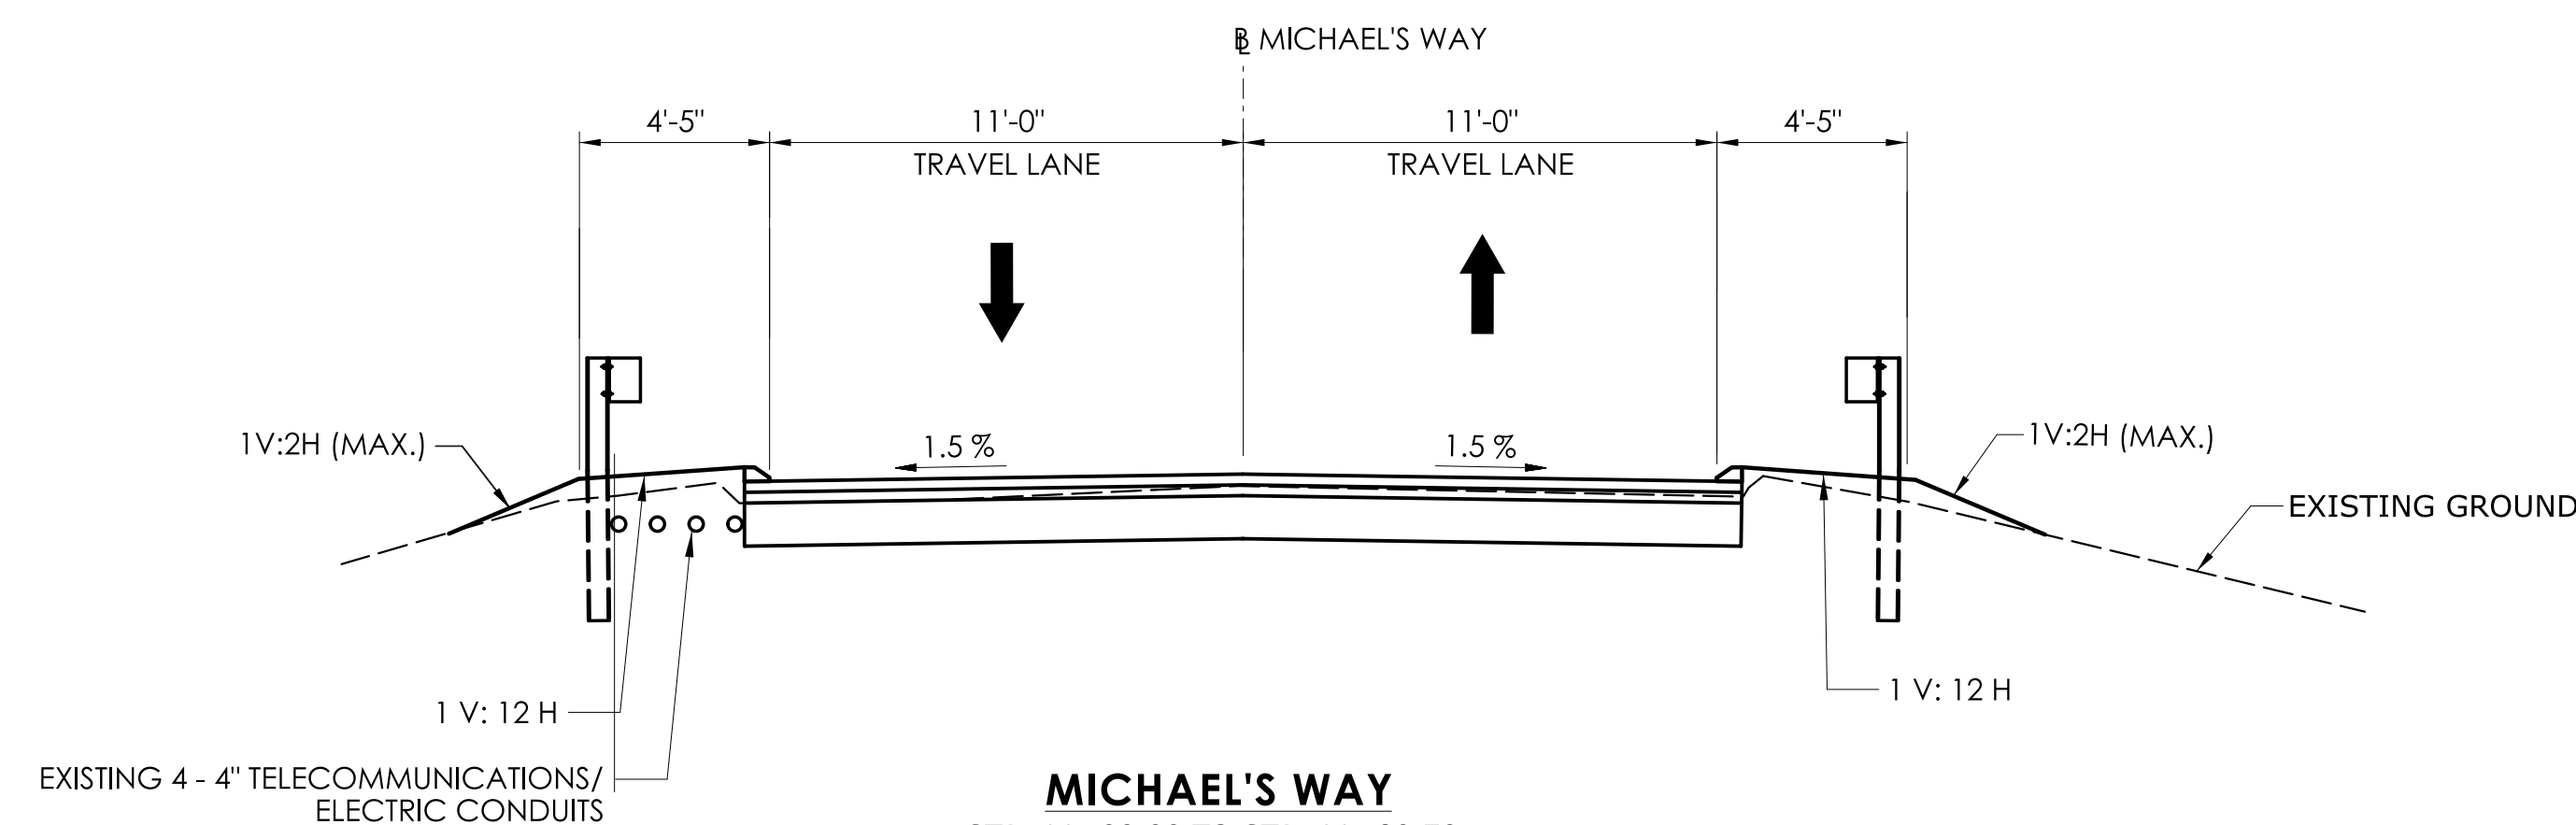 ℄ MICHAEL'S WAY
4'-5" 11'-0" 11'-0" 4'-5"
TRAVEL LANE TRAVEL LANE
1V:2H (MAX.) 1.5 % 1.5 % 1V:2H (MAX.)
EXISTING GROUND
1 V: 12 H 1 V: 12 H
EXISTING 4 - 4" TELECOMMUNICATIONS/
ELECTRIC CONDUITS
MICHAEL'S WAY